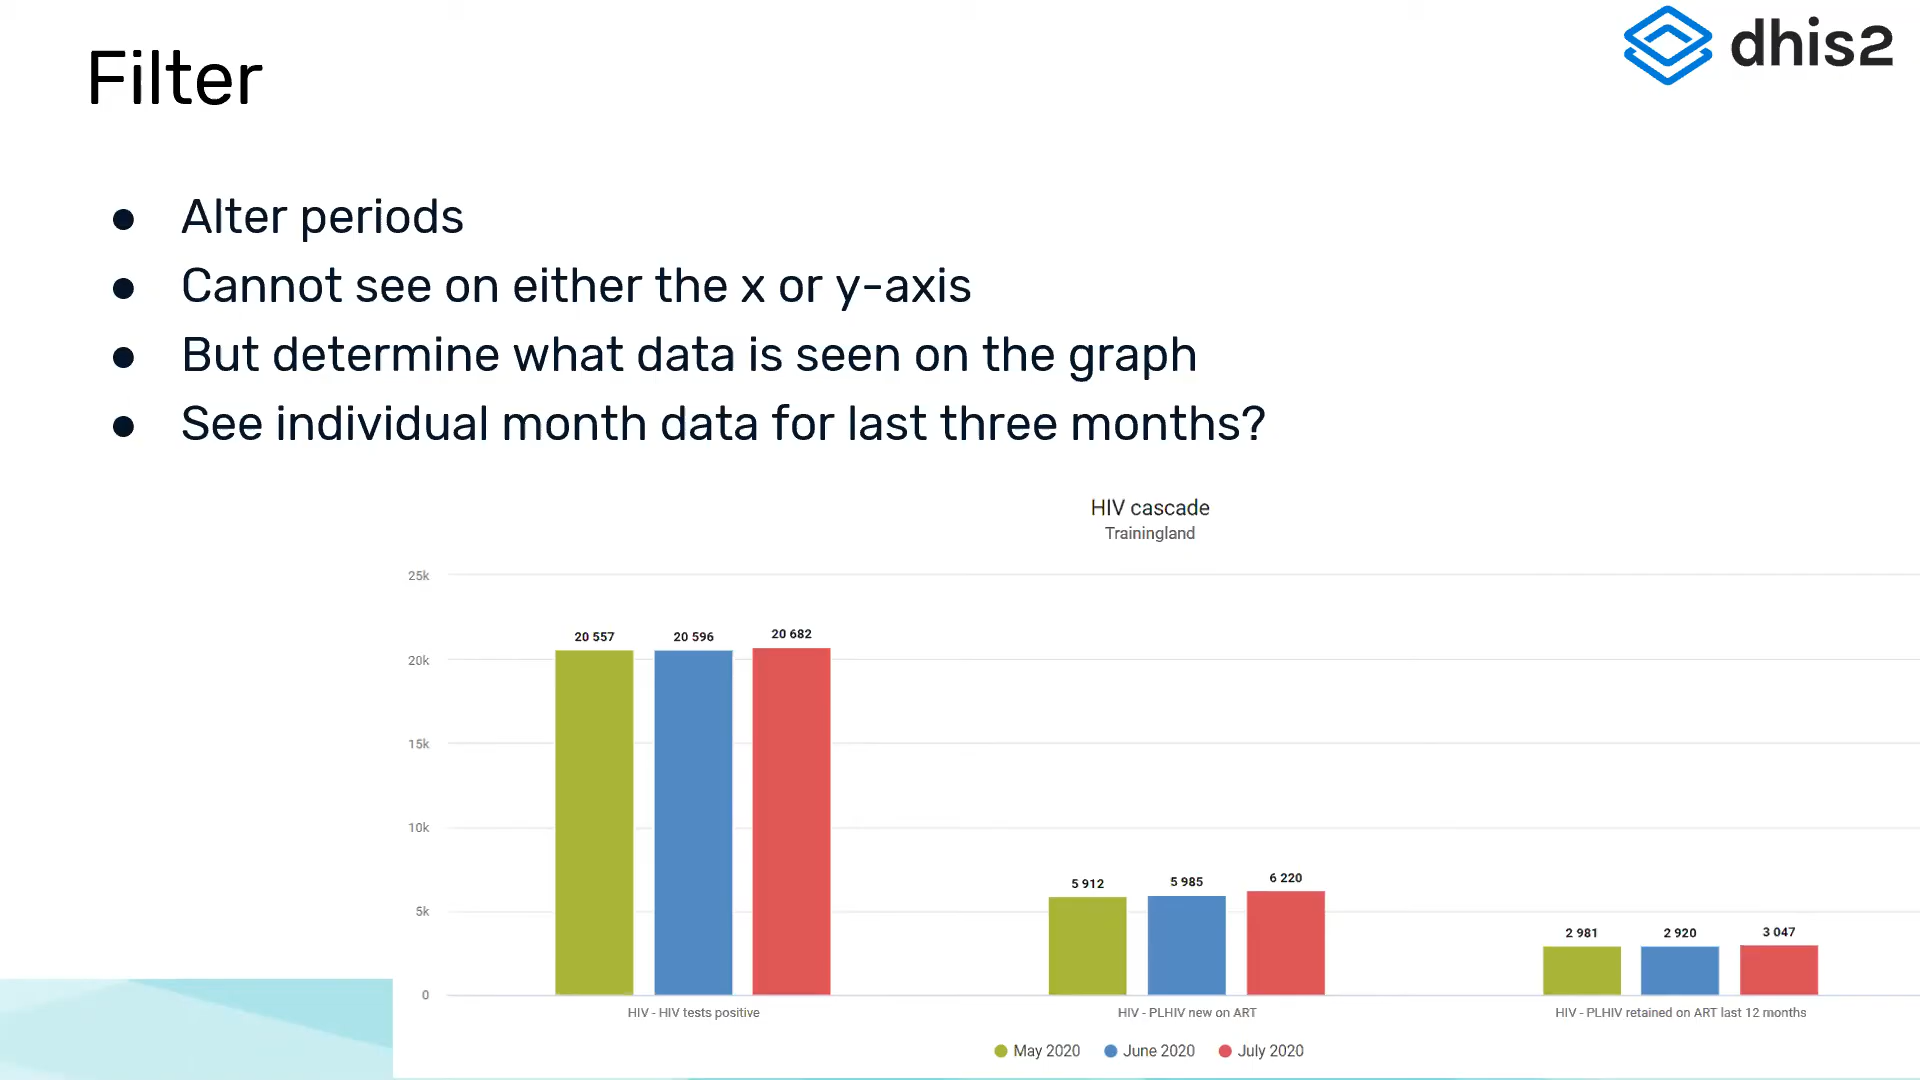 dhis2
Filter
● Alter periods
● Cannot see on either the x or y-axis
● But determine what data is seen on the graph
● See individual month data for last three months?
HIV cascade
Trainingland
25k
20k
15k
10k
5k
0
20 557 20 596 20 682
5 912 5 985 6 220
2 981 2 920 3 047
HIV - HIV tests positive HIV - PLHIV new on ART HIV - PLHIV retained on ART last 12 months
May 2020 June 2020 July 2020